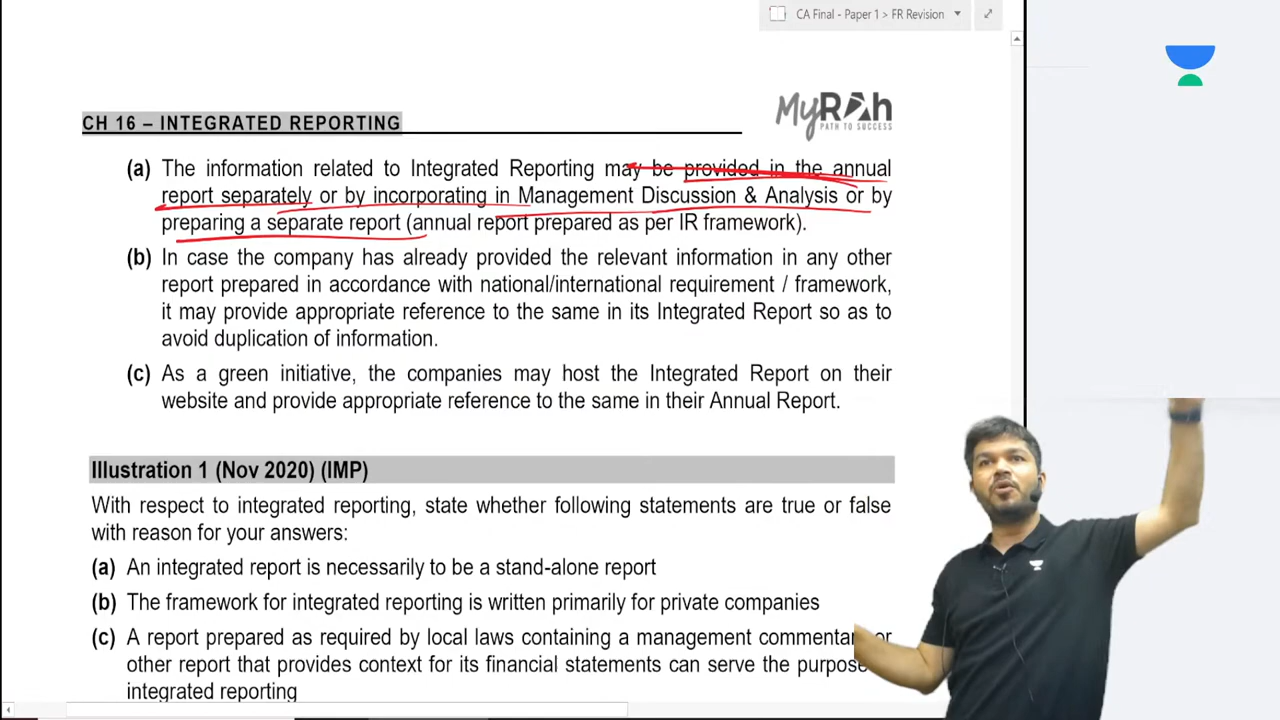 CA Final - Paper 1 > FR Revision
MyRAh
PATH TO SUCCESS
CH 16 – INTEGRATED REPORTING
(a) The information related to Integrated Reporting may be provided in the annual
report separately or by incorporating in Management Discussion & Analysis or by
preparing a separate report (annual report prepared as per IR framework).
(b) In case the company has already provided the relevant information in any other
report prepared in accordance with national/international requirement / framework,
it may provide appropriate reference to the same in its Integrated Report so as to
avoid duplication of information.
(c) As a green initiative, the companies may host the Integrated Report on their
website and provide appropriate reference to the same in their Annual Report.
Illustration 1 (Nov 2020) (IMP)
With respect to integrated reporting, state whether following statements are true or false
with reason for your answers:
(a) An integrated report is necessarily to be a stand-alone report
(b) The framework for integrated reporting is written primarily for private companies
(c) A report prepared as required by local laws containing a management commentary or
other report that provides context for its financial statements can serve the purpose
integrated reporting